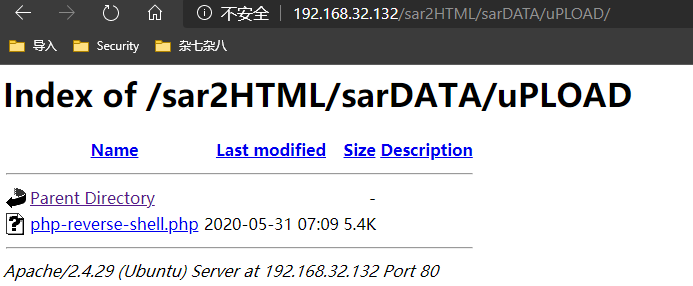 不安全 192.168.32.132/sar2HTML/sarDATA/uPLOAD/
导入 Security 杂七杂八
Index of /sar2HTML/sarDATA/uPLOAD
Name Last modified Size Description
Parent Directory -
php-reverse-shell.php 2020-05-31 07:09 5.4K
Apache/2.4.29 (Ubuntu) Server at 192.168.32.132 Port 80